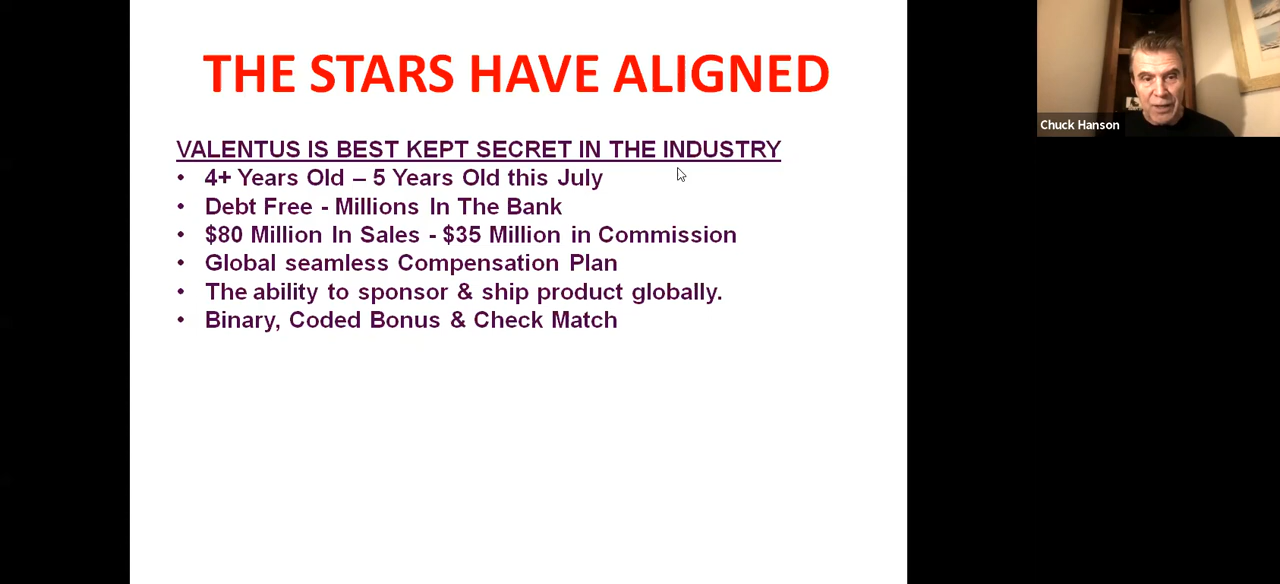 THE STARS HAVE ALIGNED
VALENTUS IS BEST KEPT SECRET IN THE INDUSTRY
• 4+ Years Old – 5 Years Old this July
• Debt Free - Millions In The Bank
• $80 Million In Sales - $35 Million in Commission
• Global seamless Compensation Plan
• The ability to sponsor & ship product globally.
• Binary, Coded Bonus & Check Match
Chuck Hanson